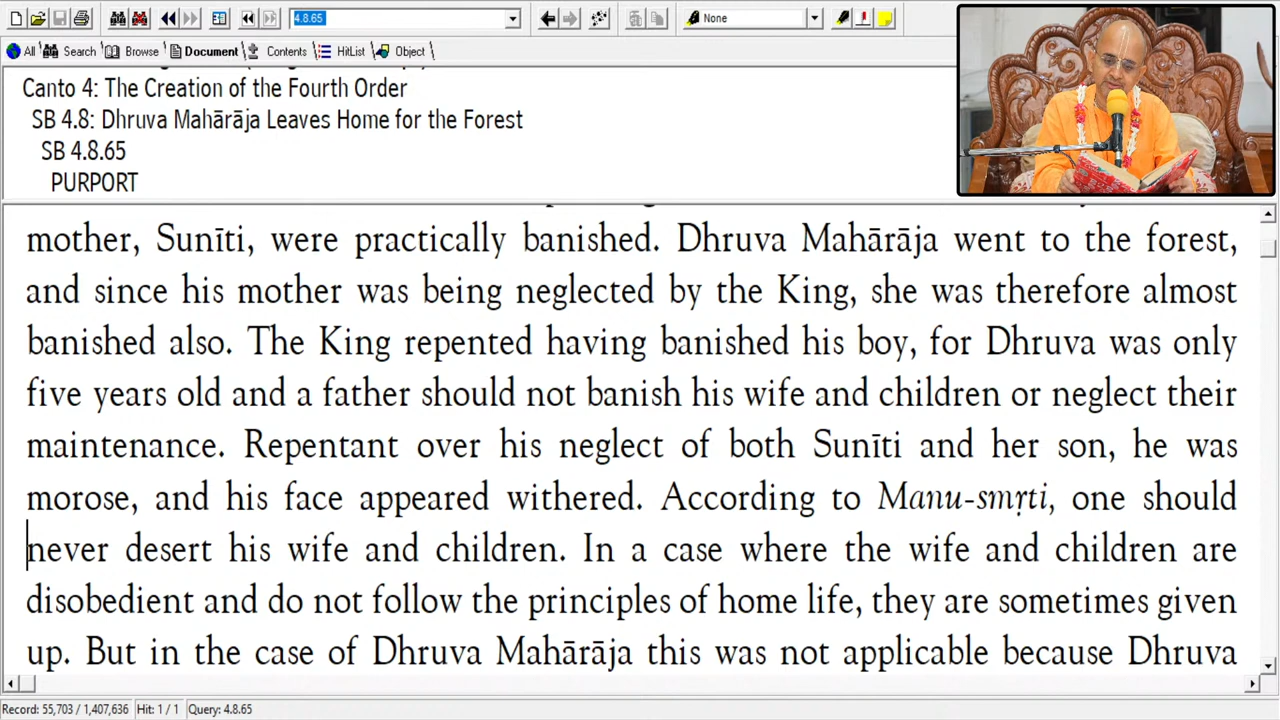 4.8.65
None
All Search Browse Document Contents HitList Object
Canto 4: The Creation of the Fourth Order
SB 4.8: Dhruva Mahārāja Leaves Home for the Forest
SB 4.8.65
PURPORT
mother, Sunīti, were practically banished. Dhruva Mahārāja went to the forest,
and since his mother was being neglected by the King, she was therefore almost
banished also. The King repented having banished his boy, for Dhruva was only
five years old and a father should not banish his wife and children or neglect their
maintenance. Repentant over his neglect of both Sunīti and her son, he was
morose, and his face appeared withered. According to Manu-smṛti, one should
never desert his wife and children. In a case where the wife and children are
disobedient and do not follow the principles of home life, they are sometimes given
up. But in the case of Dhruva Mahārāja this was not applicable because Dhruva
Record: 55,703 / 1,407,636 Hit: 1 / 1 Query: 4.8.65